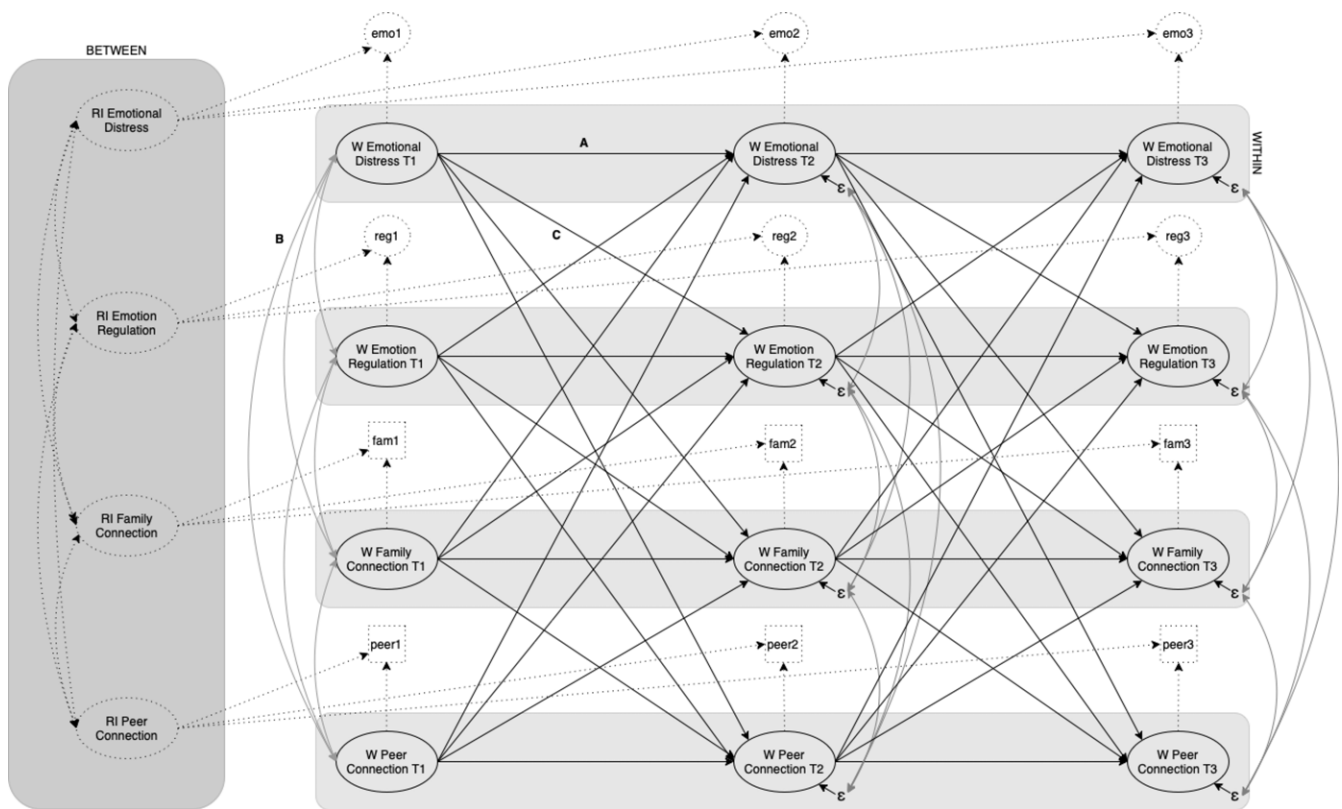 BETWEEN
RI Emotional
Distress
RI Emotion
Regulation
RI Family
Connection
RI Peer
Connection
emo1
emo2
emo3
W Emotional
Distress T1
A
W Emotional
Distress T2
W Emotional
Distress T3
WITHIN
ε
ε
B
reg1
C
reg2
reg3
W Emotion
Regulation T1
W Emotion
Regulation T2
W Emotion
Regulation T3
ε
ε
fam1
fam2
fam3
W Family
Connection T1
W Family
Connection T2
W Family
Connection T3
ε
ε
peer1
peer2
peer3
W Peer
Connection T1
W Peer
Connection T2
W Peer
Connection T3
ε
ε